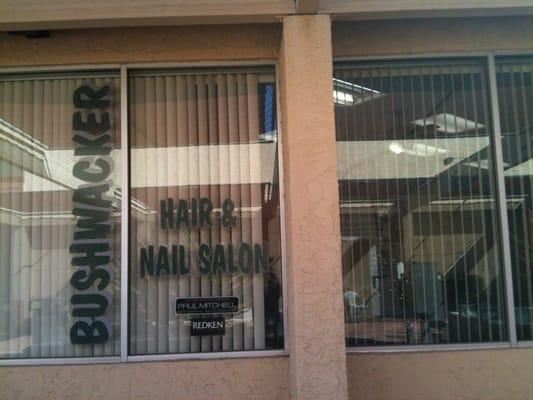 BUSHWACKER
HAIR &
NAIL SALON
PAUL MITCHELL
REDKEN